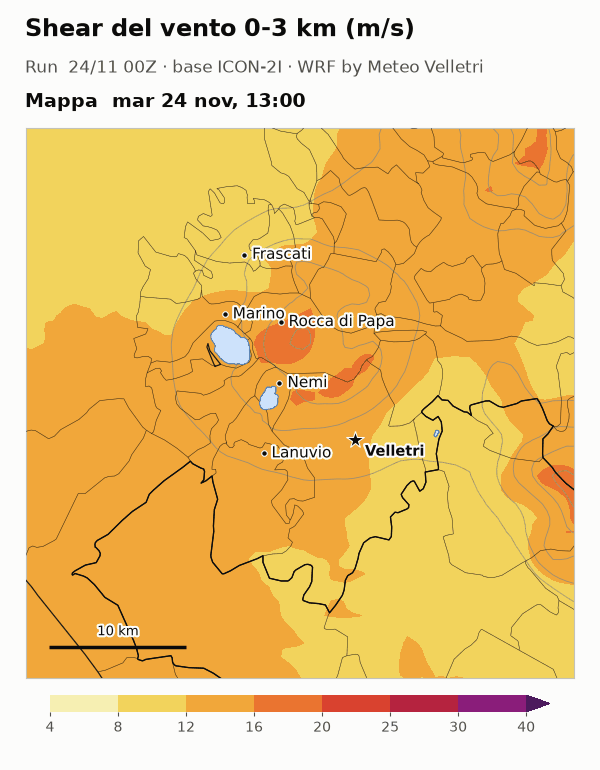 Shear del vento 0-3 km (m/s)
Run  24/11 00Z · base ICON-2I · WRF by Meteo Velletri
Mappa  mar 24 nov, 13:00
Frascati
Marino
Rocca di Papa
Nemi
Velletri
Lanuvio
10 km
4 8 12 16 20 25 30 40